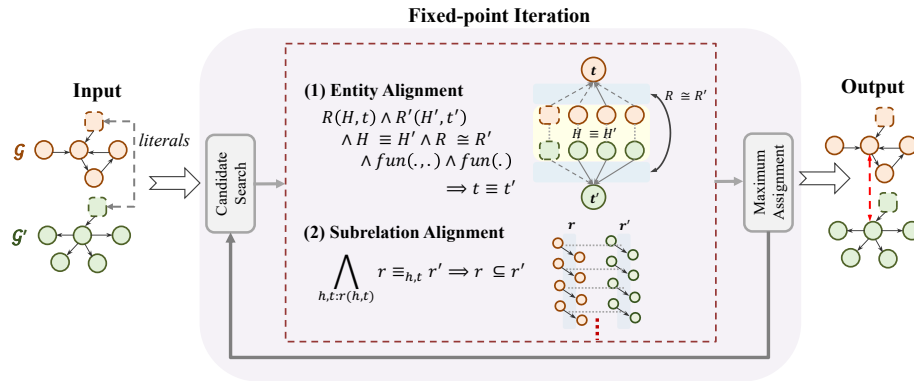 Fixed-point Iteration
Input
𝒢
literals
𝒢′
Candidate
Search
(1) Entity Alignment
R(H, t) ∧ R′(H′, t′)
∧ H ≡ H′ ∧ R ≅ R′
∧ fun(., .) ∧ fun(.)
⟹ t ≡ t′
t
R ≅ R′
H ≡ H′
t′
(2) Subrelation Alignment
⋀ r ≡h,t r′ ⟹ r ⊆ r′
h,t:r(h,t)
r r′
Maximum
Assignment
Output